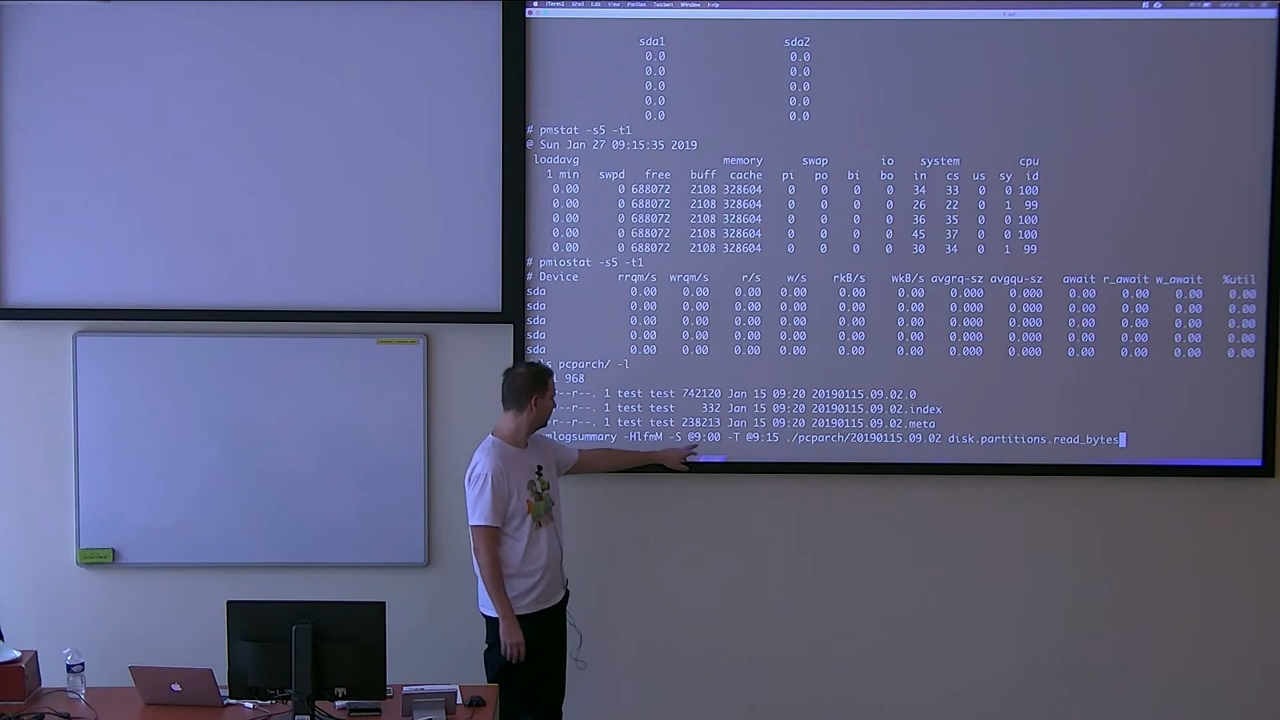 iTerm2 Shell Edit View Profiles Toolbelt Window Help
sda1 sda2
0.0 0.0
0.0 0.0
0.0 0.0
0.0 0.0
0.0 0.0
# pmstat -s5 -t1
@ Sun Jan 27 09:15:35 2019
loadavg memory swap io system cpu
1 min swpd free buff cache pi po bi bo in cs us sy id
0.00 0 688072 2108 328604 0 0 0 0 34 33 0 0 100
0.00 0 688072 2108 328604 0 0 0 0 26 22 0 1 99
0.00 0 688072 2108 328604 0 0 0 0 36 35 0 0 100
0.00 0 688072 2108 328604 0 0 0 0 45 37 0 0 100
0.00 0 688072 2108 328604 0 0 0 0 30 34 0 1 99
# pmiostat -s5 -t1
# Device rrqm/s wrqm/s r/s w/s rkB/s wkB/s avgrq-sz avgqu-sz await r_await w_await %util
sda 0.00 0.00 0.00 0.00 0.00 0.00 0.000 0.000 0.00 0.00 0.00 0.00
sda 0.00 0.00 0.00 0.00 0.00 0.00 0.000 0.000 0.00 0.00 0.00 0.00
sda 0.00 0.00 0.00 0.00 0.00 0.00 0.000 0.000 0.00 0.00 0.00 0.00
sda 0.00 0.00 0.00 0.00 0.00 0.00 0.000 0.000 0.00 0.00 0.00 0.00
sda 0.00 0.00 0.00 0.00 0.00 0.00 0.000 0.000 0.00 0.00 0.00 0.00
ls pcparch/ -l
968
--r--. 1 test test 742120 Jan 15 09:20 20190115.09.02.0
--r--. 1 test test 332 Jan 15 09:20 20190115.09.02.index
--r--. 1 test test 238213 Jan 15 09:20 20190115.09.02.meta
mlogsummary -HlfmM -S @9:00 -T @9:15 ./pcparch/20190115.09.02 disk.partitions.read_bytes